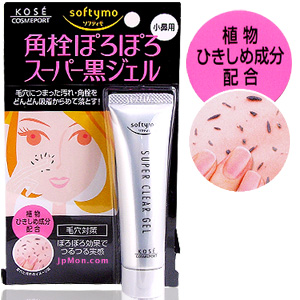 KOSÉ
COSMEPORT
softymo
ソフティモ
小鼻用
角栓ぽろぽろ
スーパー黒ジェル
毛穴につまった汚れ・角栓を
どんどん吸着からめて落とす!
植物
ひきしめ成分
配合
毛穴対策
ぽろぽろ効果で
つるつる実感
JpMon.com
softymo
SUPER CLEAR GEL
KOSÉ
COSMEPORT
植物
ひきしめ成分
配合